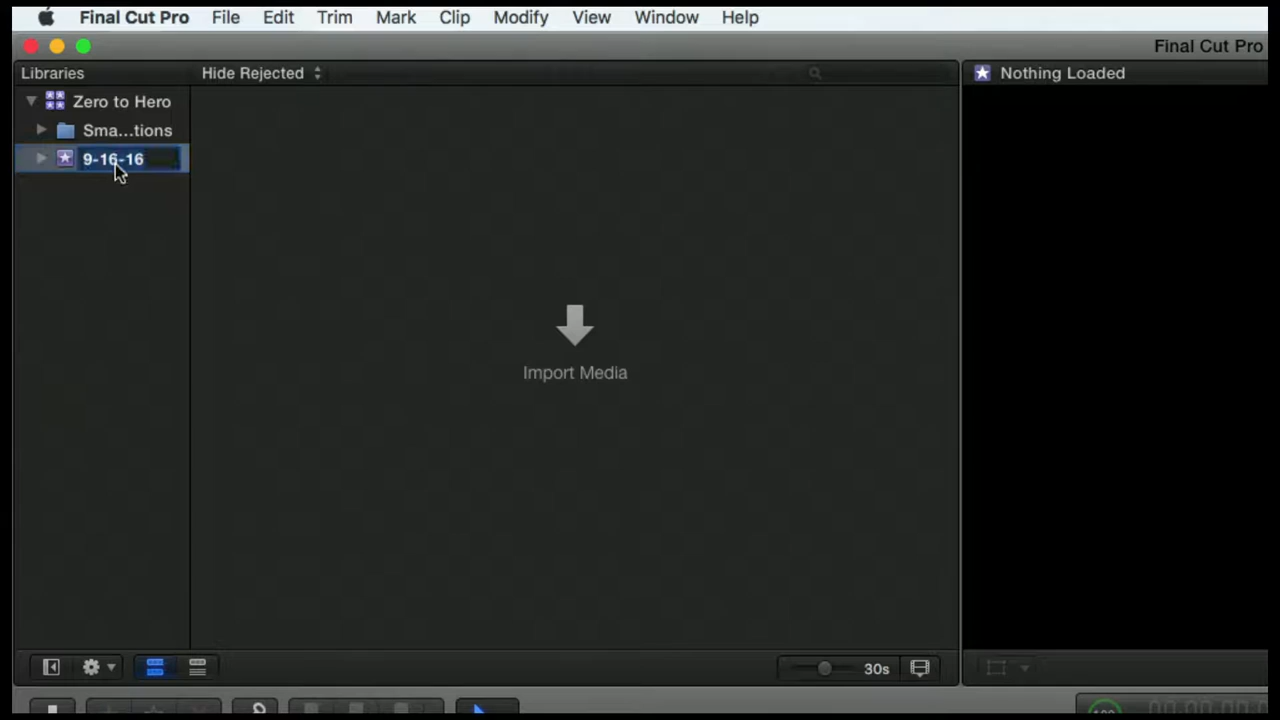 Final Cut Pro File Edit Trim Mark Clip Modify View Window Help
Final Cut Pro
Libraries Hide Rejected Nothing Loaded
Zero to Hero
Sma...tions
9-16-16
Import Media
30s